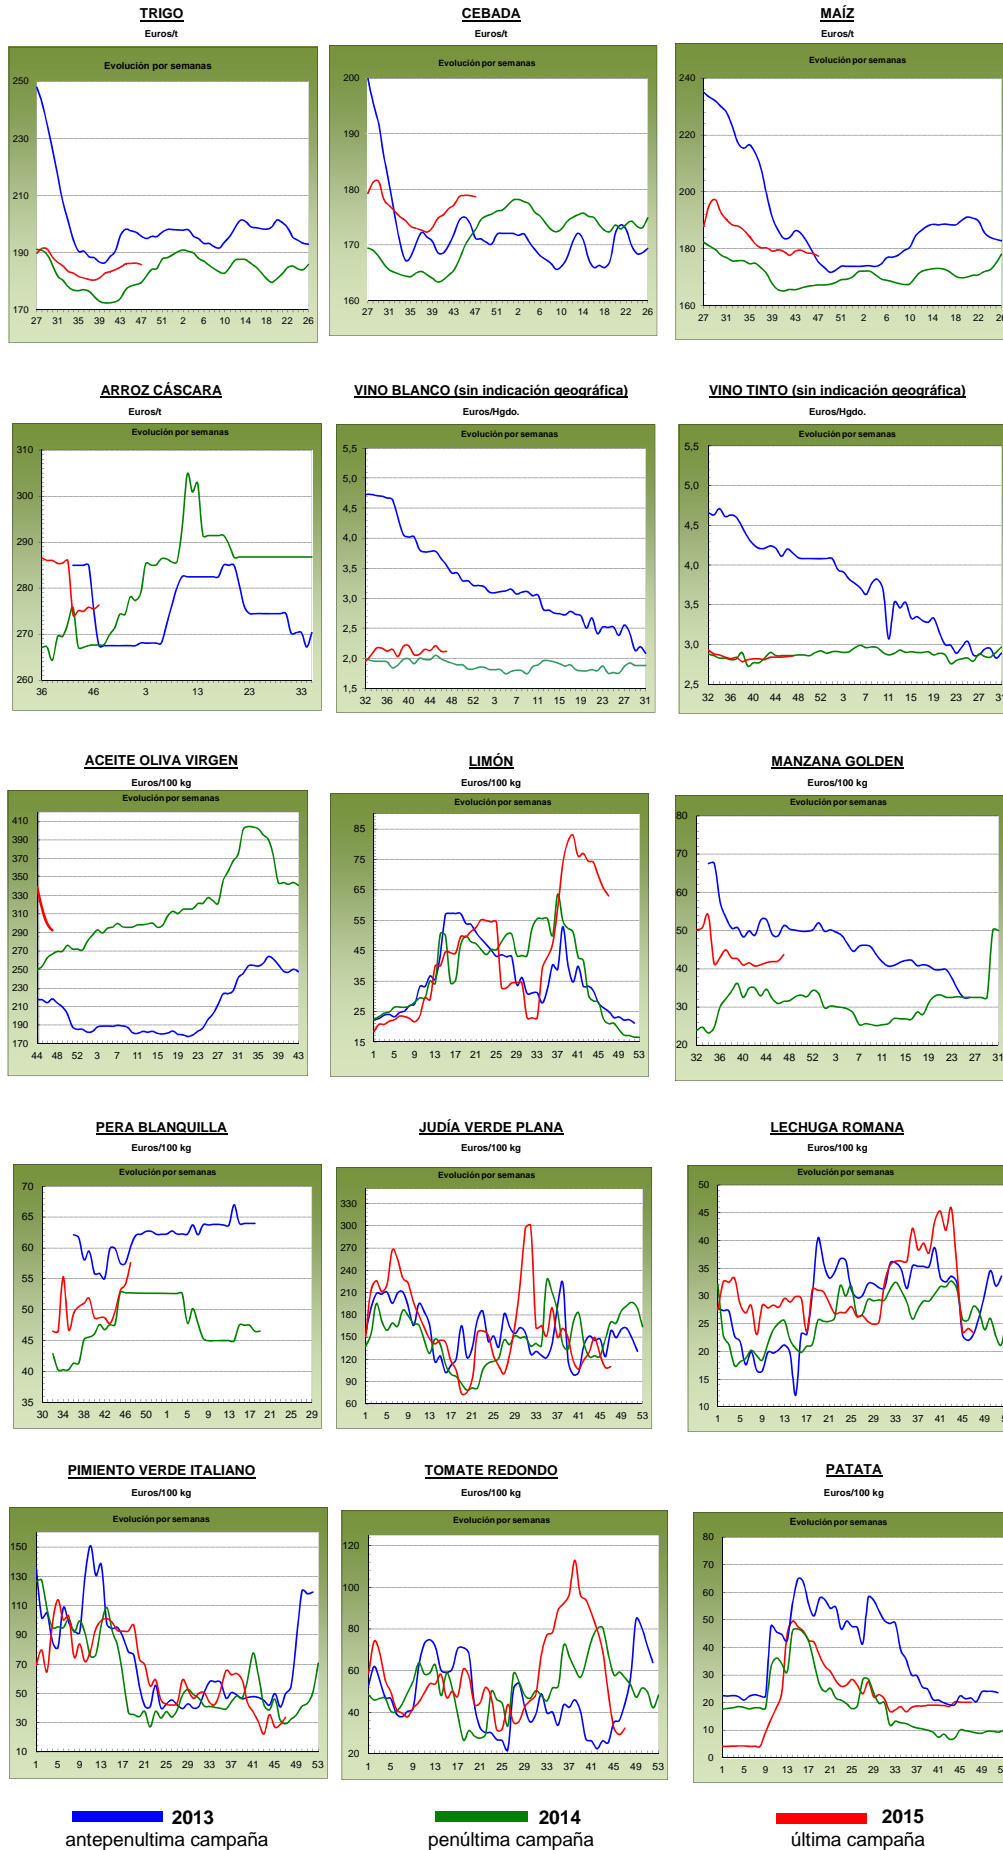 TRIGO
Euros/t
Evolución por semanas
250
230
210
190
170
27 31 35 39 43 47 51 2 6 10 14 18 22 26
CEBADA
Euros/t
Evolución por semanas
200
190
180
170
160
27 31 35 39 43 47 51 2 6 10 14 18 22 26
MAÍZ
Euros/t
Evolución por semanas
240
220
200
180
160
27 31 35 39 43 47 51 2 6 10 14 18 22 26
ARROZ CÁSCARA
Euros/t
Evolución por semanas
310
300
290
280
270
260
36 46 3 13 23 33
VINO BLANCO (sin indicación geográfica)
Euros/Hgdo.
Evolución por semanas
5,5
5,0
4,5
4,0
3,5
3,0
2,5
2,0
1,5
32 36 40 44 48 52 3 7 11 15 19 23 27 31
VINO TINTO (sin indicación geográfica)
Euros/Hgdo.
Evolución por semanas
5,5
5,0
4,5
4,0
3,5
3,0
2,5
32 36 40 44 48 52 3 7 11 15 19 23 27 31
ACEITE OLIVA VIRGEN
Euros/100 kg
Evolución por semanas
410
390
370
350
330
310
290
270
250
230
210
190
170
44 48 52 3 7 11 15 19 23 27 31 35 39 43
LIMÓN
Euros/100 kg
Evolución por semanas
85
75
65
55
45
35
25
15
1 5 9 13 17 21 25 29 33 37 41 45 49 53
MANZANA GOLDEN
Euros/100 kg
Evolución por semanas
80
70
60
50
40
30
20
32 36 40 44 48 52 3 7 11 15 19 23 27 31
PERA BLANQUILLA
Euros/100 kg
Evolución por semanas
70
65
60
55
50
45
40
35
30 34 38 42 46 50 1 5 9 13 17 21 25 29
JUDÍA VERDE PLANA
Euros/100 kg
Evolución por semanas
330
300
270
240
210
180
150
120
90
60
1 5 9 13 17 21 25 29 33 37 41 45 49 53
LECHUGA ROMANA
Euros/100 kg
Evolución por semanas
50
45
40
35
30
25
20
15
10
1 5 9 13 17 21 25 29 33 37 41 45 49
PIMIENTO VERDE ITALIANO
Euros/100 kg
Evolución por semanas
150
130
110
90
70
50
30
10
1 5 9 13 17 21 25 29 33 37 41 45 49 53
TOMATE REDONDO
Euros/100 kg
Evolución por semanas
120
100
80
60
40
20
1 5 9 13 17 21 25 29 33 37 41 45 49 53
PATATA
Euros/100 kg
Evolución por semanas
80
70
60
50
40
30
20
10
0
1 5 9 13 17 21 25 29 33 37 41 45 49
2013
antepenultima campaña
2014
penúltima campaña
2015
última campaña